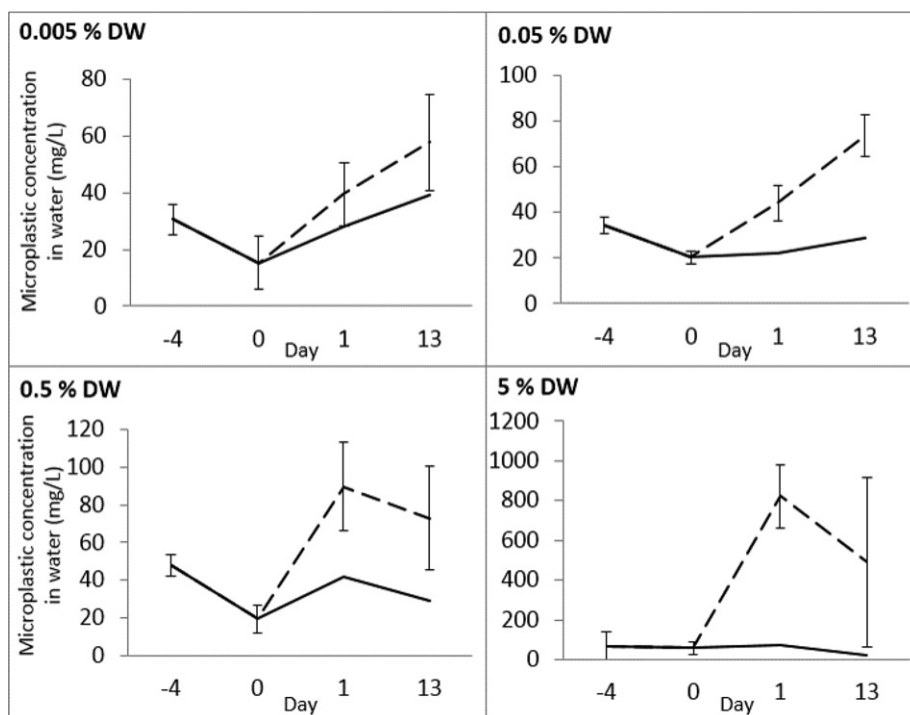 0.005 % DW
Microplastic concentration
in water (mg/L)
80
60
40
20
0
-4 0 1 13
Day
0.05 % DW
100
80
60
40
20
0
-4 0 1 13
Day
0.5 % DW
Microplastic concentration
in water (mg/L)
120
100
80
60
40
20
0
-4 0 1 13
Day
5 % DW
1200
1000
800
600
400
200
0
-4 0 1 13
Day